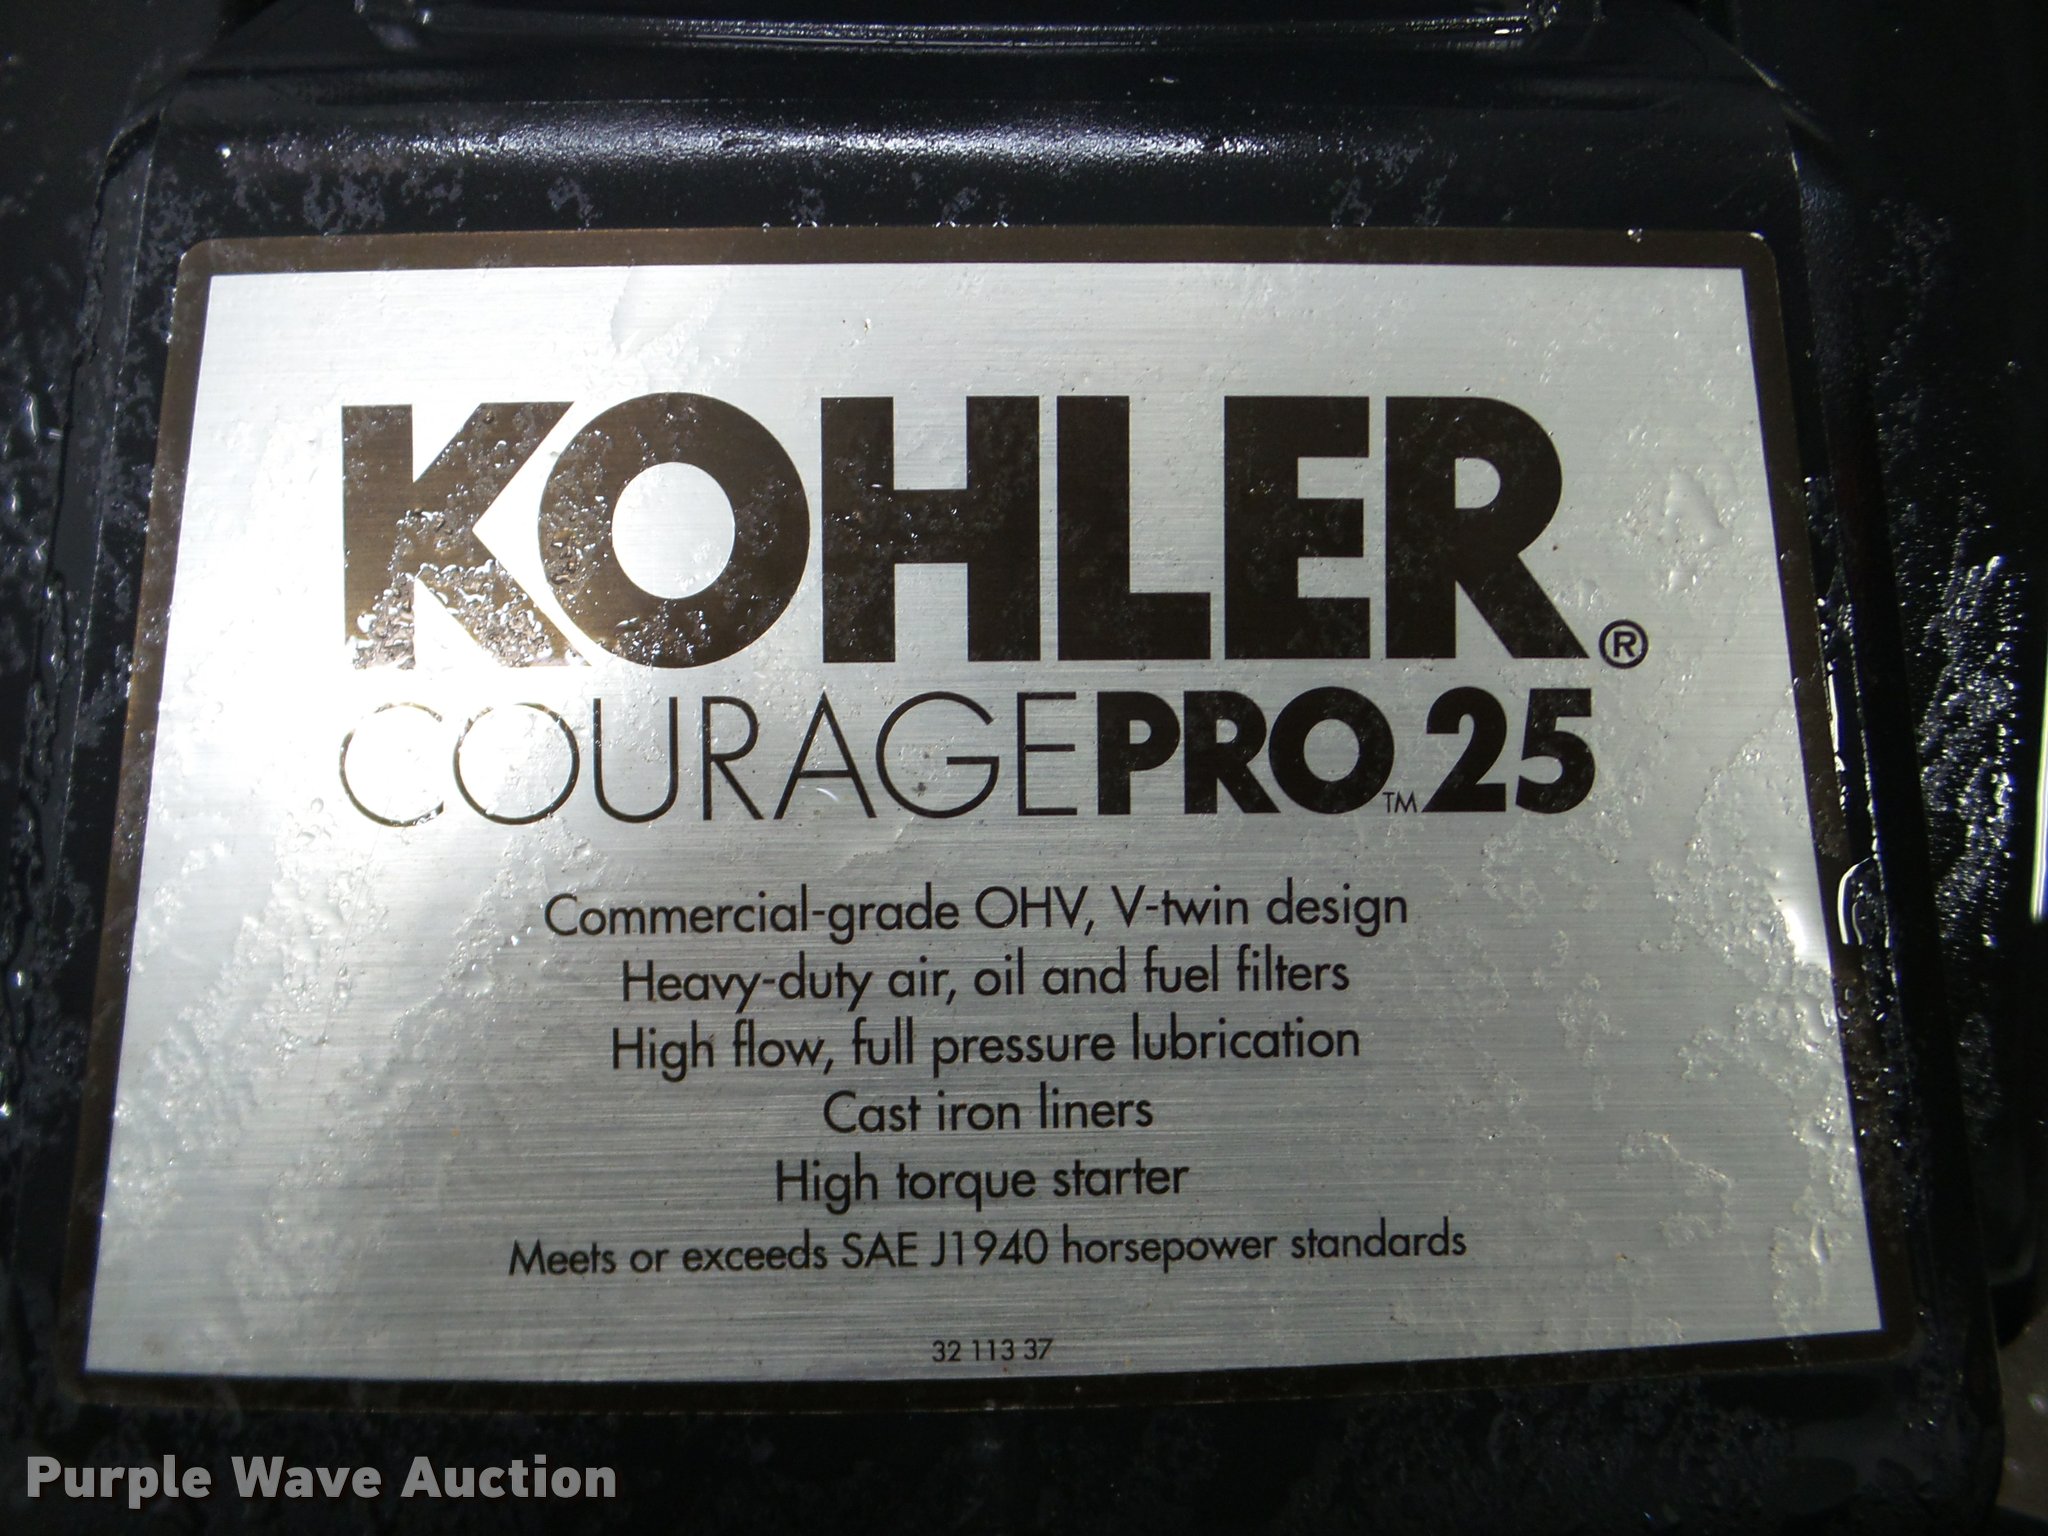 KOHLER®
COURAGEPRO™25
Commercial-grade OHV, V-twin design
Heavy-duty air, oil and fuel filters
High flow, full pressure lubrication
Cast iron liners
High torque starter
Meets or exceeds SAE J1940 horsepower standards
32 113 37
Purple Wave Auction